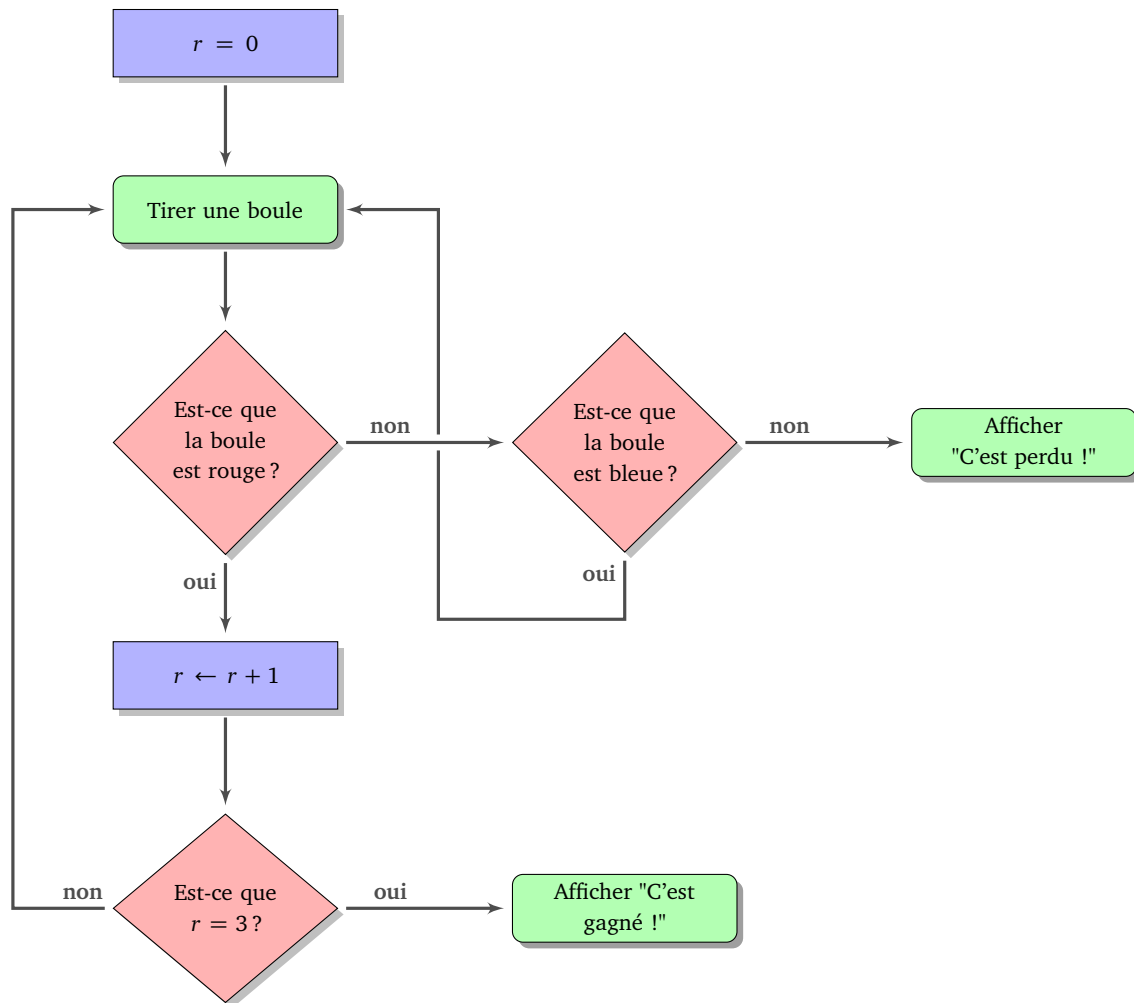 r = 0
Tirer une boule
Est-ce que
la boule
est rouge ?
non
Est-ce que
la boule
est bleue ?
non
Afficher
"C'est perdu !"
oui
oui
r ← r + 1
non
Est-ce que
r = 3 ?
oui
Afficher "C'est
gagné !"